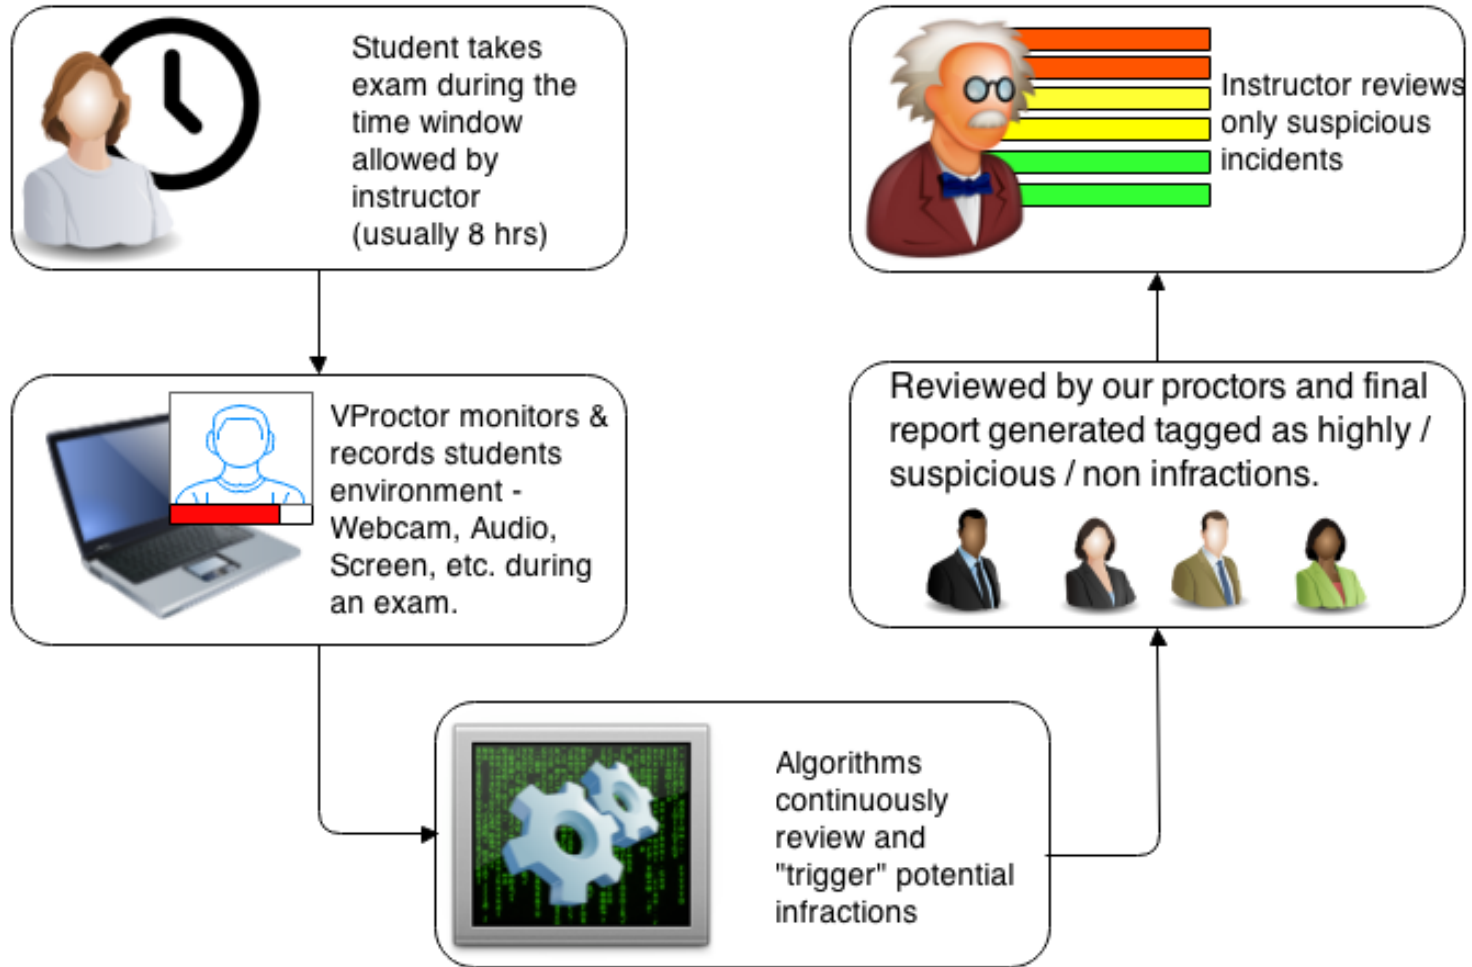 Student takes
exam during the
time window
allowed by
instructor
(usually 8 hrs)
VProctor monitors &
records students
environment -
Webcam, Audio,
Screen, etc. during
an exam.
Algorithms
continuously
review and
"trigger" potential
infractions
Reviewed by our proctors and final
report generated tagged as highly /
suspicious / non infractions.
Instructor reviews
only suspicious
incidents